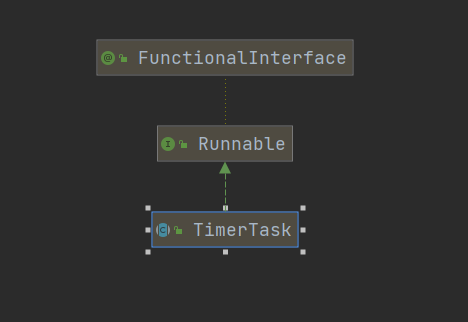 FunctionalInterface
Runnable
TimerTask